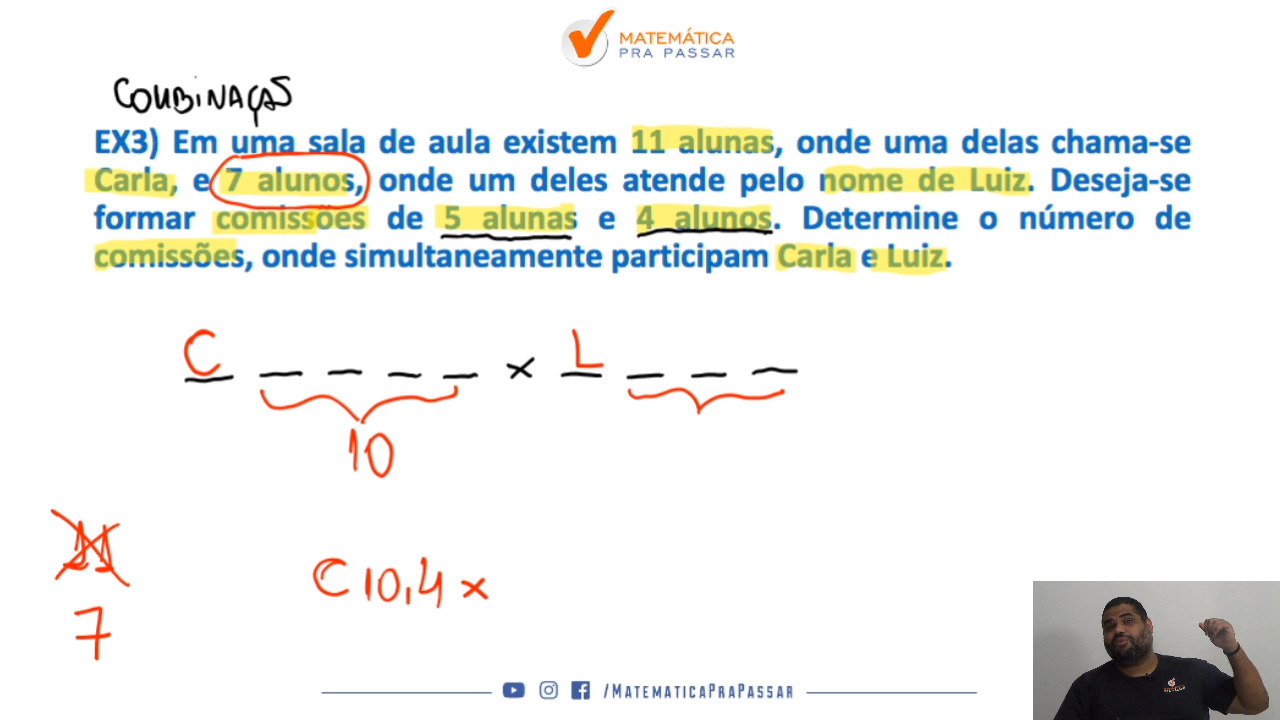 MATEMÁTICA
PRA PASSAR
COMBINAÇAS
EX3) Em uma sala de aula existem 11 alunas, onde uma delas chama-se
Carla, e 7 alunos, onde um deles atende pelo nome de Luiz. Deseja-se
formar comissões de 5 alunas e 4 alunos. Determine o número de
comissões, onde simultaneamente participam Carla e Luiz.
C _ _ _ _ × L _ _ _
10
11
7
C10,4 ×
/MATEMATICAPRAPASSAR